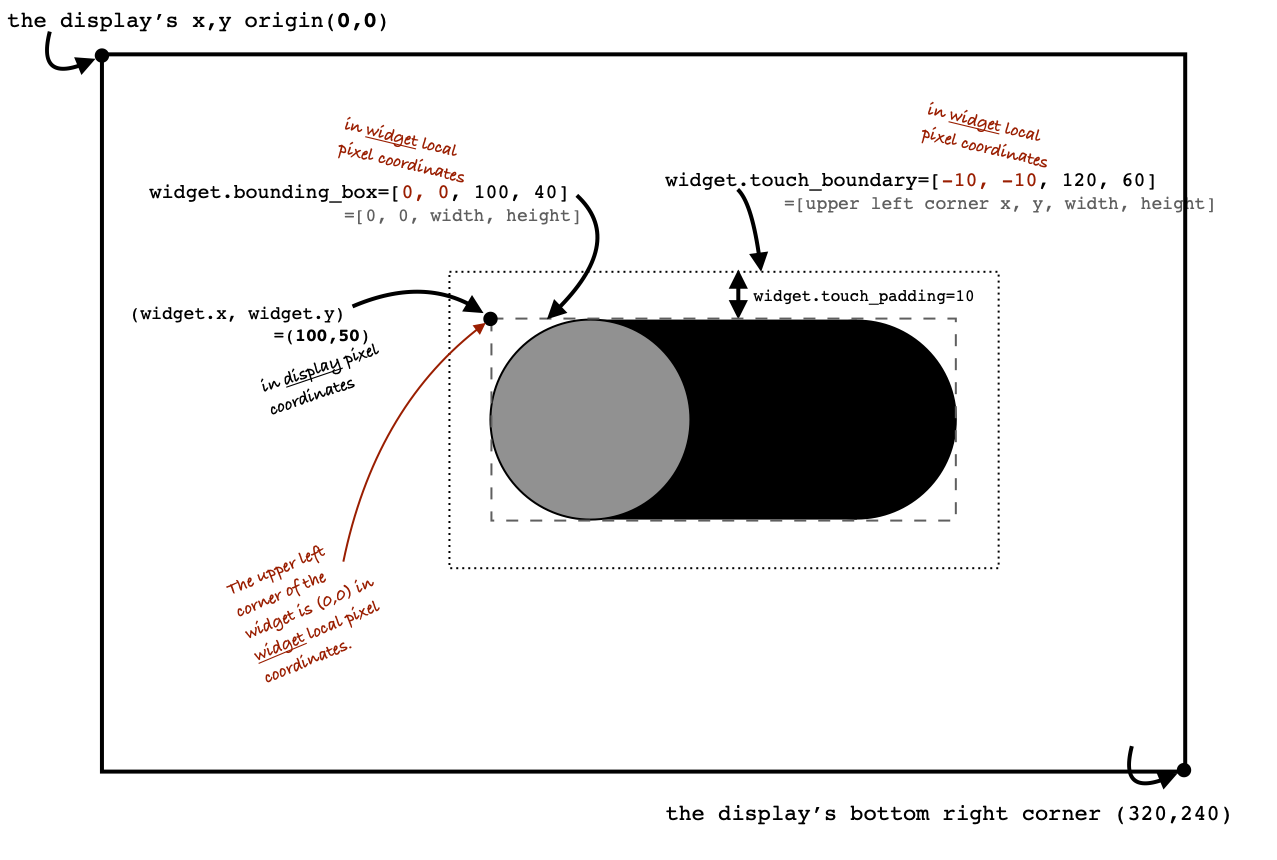 the display’s x,y origin(0,0)
in widget local
pixel coordinates
widget.bounding_box=[0, 0, 100, 40]
=[0, 0, width, height]
in widget local
pixel coordinates
widget.touch_boundary=[-10, -10, 120, 60]
=[upper left corner x, y, width, height]
widget.touch_padding=10
(widget.x, widget.y)
=(100,50)
in display pixel
coordinates
The upper left
corner of the
widget is (0,0) in
widget local pixel
coordinates.
the display’s bottom right corner (320,240)